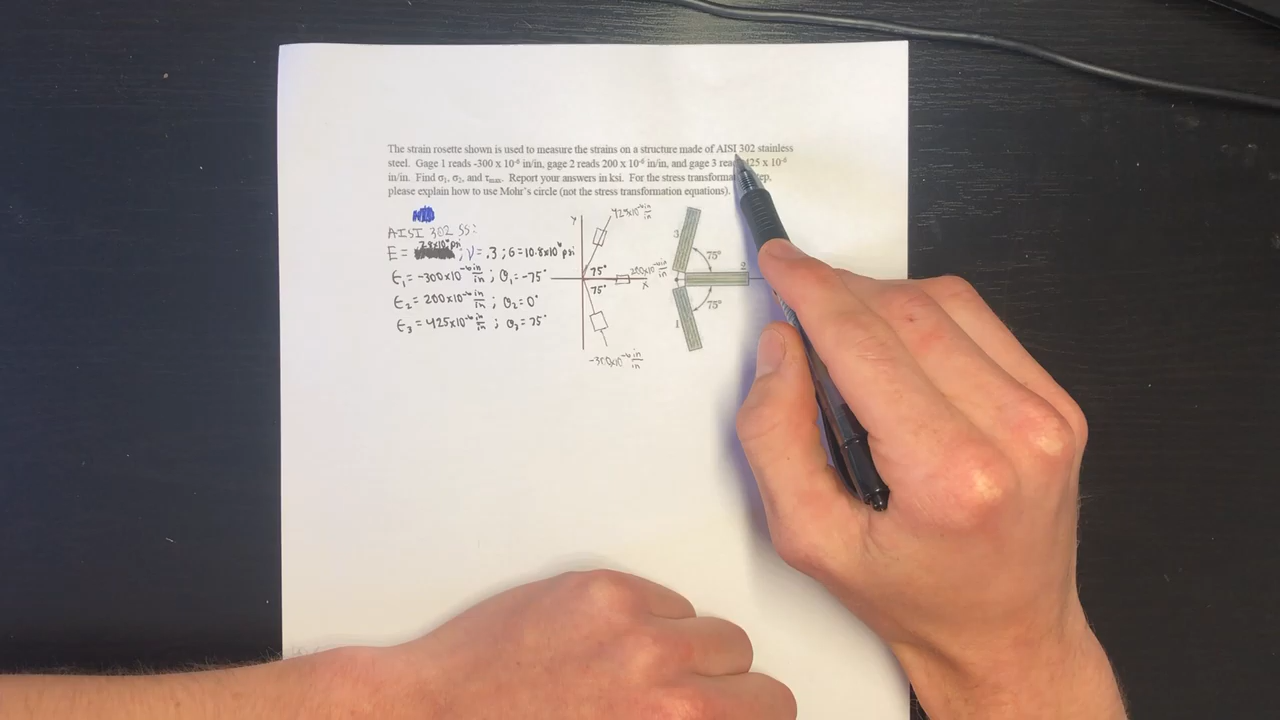 The strain rosette shown is used to measure the strains on a structure made of AISI 302 stainless
steel. Gage 1 reads -300 x 10⁻⁶ in/in, gage 2 reads 200 x 10⁻⁶ in/in, and gage 3 425 x 10⁻⁶
in/in. Find σ₁, σ₂, and τmax. Report your answers in ksi. For the stress
please explain how to use Mohr's circle (not the stress transformation equations).
AISI 302 SS:
E = 28x10⁶ psi ; ν = .3 ; G = 10.8x10⁶ psi
ϵ₁ = -300x10⁻⁶ in/in ; θ₁ = -75°
ϵ₂ = 200x10⁻⁶ in/in ; θ₂ = 0°
ϵ₃ = 425x10⁻⁶ in/in ; θ₃ = 75°
y
425x10⁻⁶ in/in
75°
200x10⁻⁶ in/in
x
75°
-300x10⁻⁶ in/in
3
75°
2
75°
1